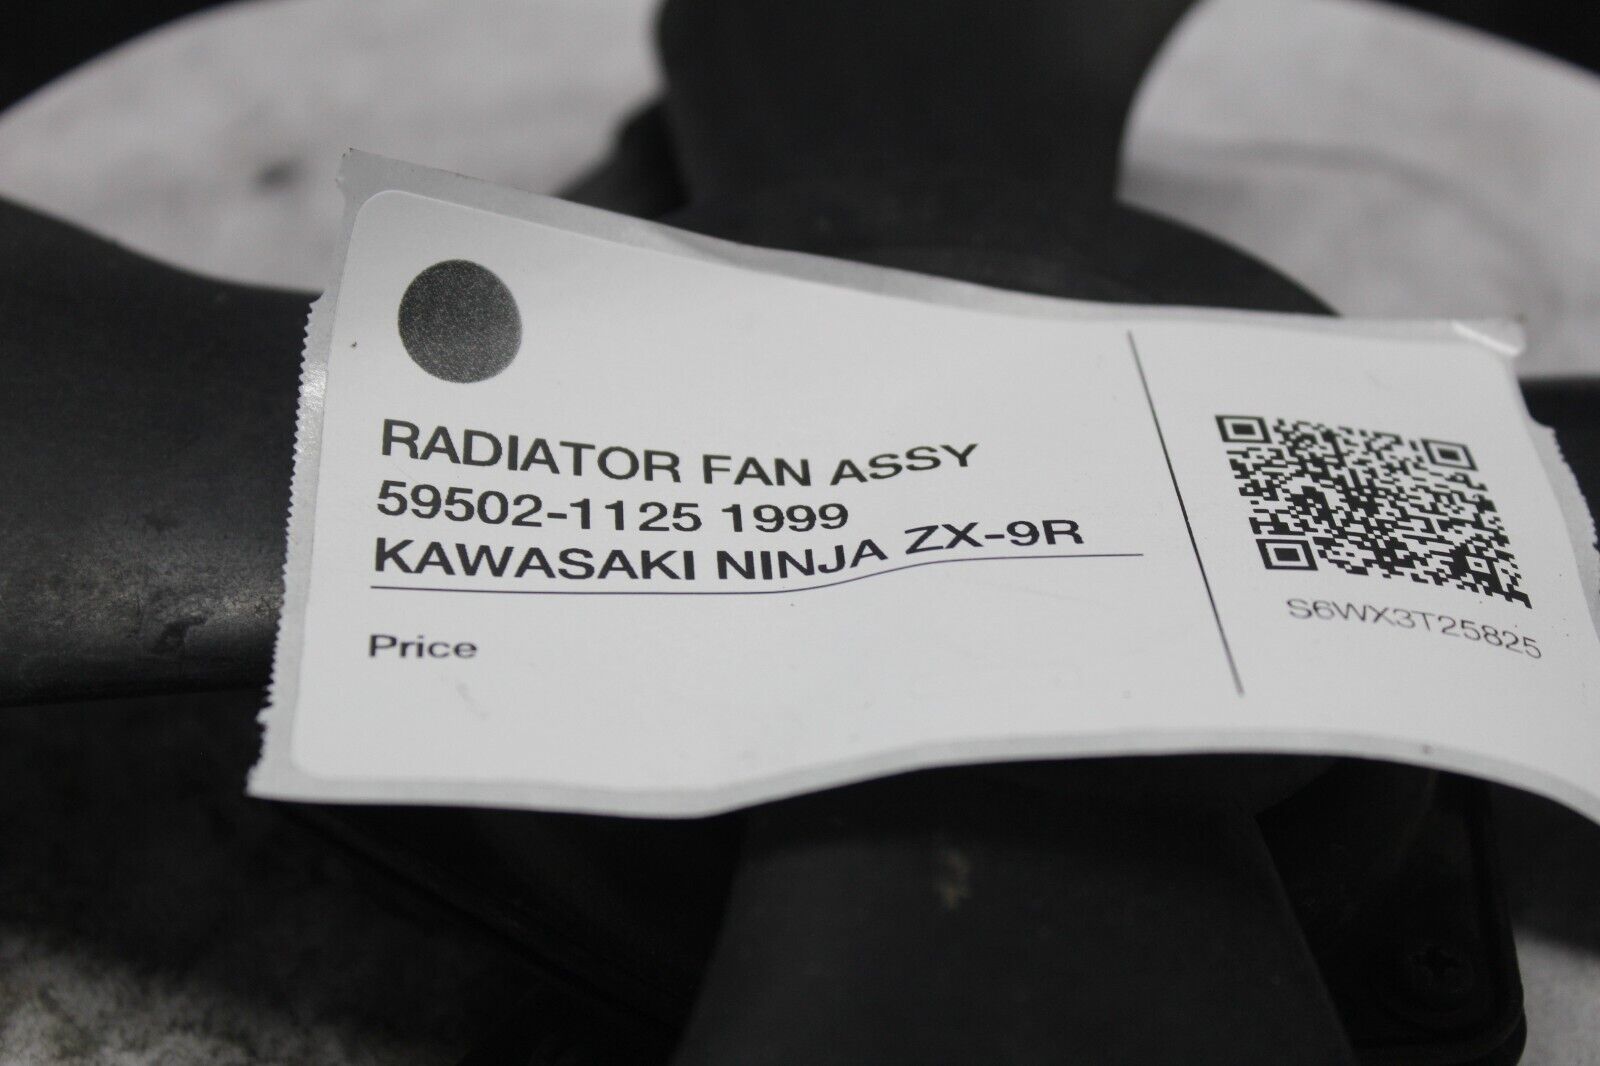 RADIATOR FAN ASSY
59502-1125 1999
KAWASAKI NINJA ZX-9R
Price
S6WX3T25825